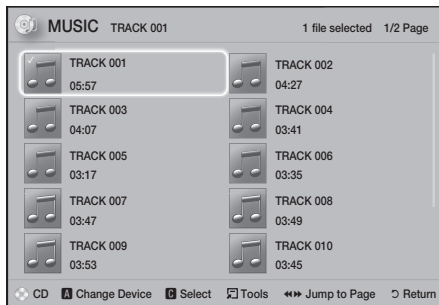 MUSIC TRACK 001 1 file selected 1/2 Page
TRACK 001
05:57
TRACK 002
04:27
TRACK 003
04:07
TRACK 004
03:41
TRACK 005
03:17
TRACK 006
03:35
TRACK 007
03:47
TRACK 008
03:49
TRACK 009
03:53
TRACK 010
03:45
CD A Change Device C Select Tools Jump to Page Return